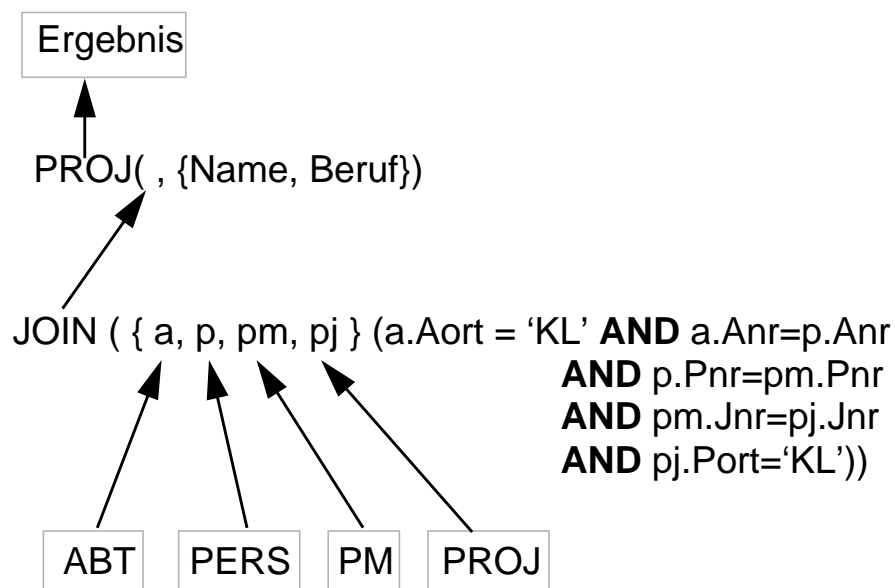 Ergebnis
PROJ( , {Name, Beruf})
JOIN ( { a, p, pm, pj } (a.Aort = ‘KL’ AND a.Anr=p.Anr
AND p.Pnr=pm.Pnr
AND pm.Jnr=pj.Jnr
AND pj.Port=‘KL’))
ABT PERS PM PROJ